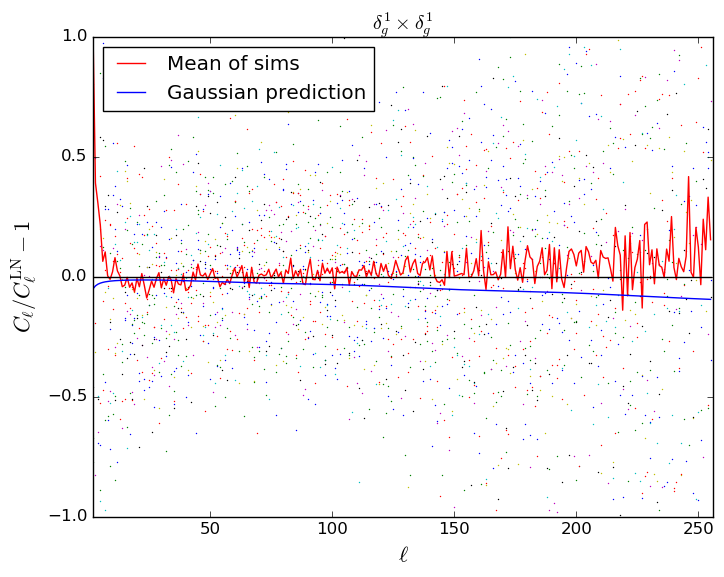 δ_g^1 × δ_g^1
1.0
0.5
0.0
−0.5
−1.0
C_ℓ/C_ℓ^LN − 1
Mean of sims
Gaussian prediction
50 100 150 200 250
ℓ